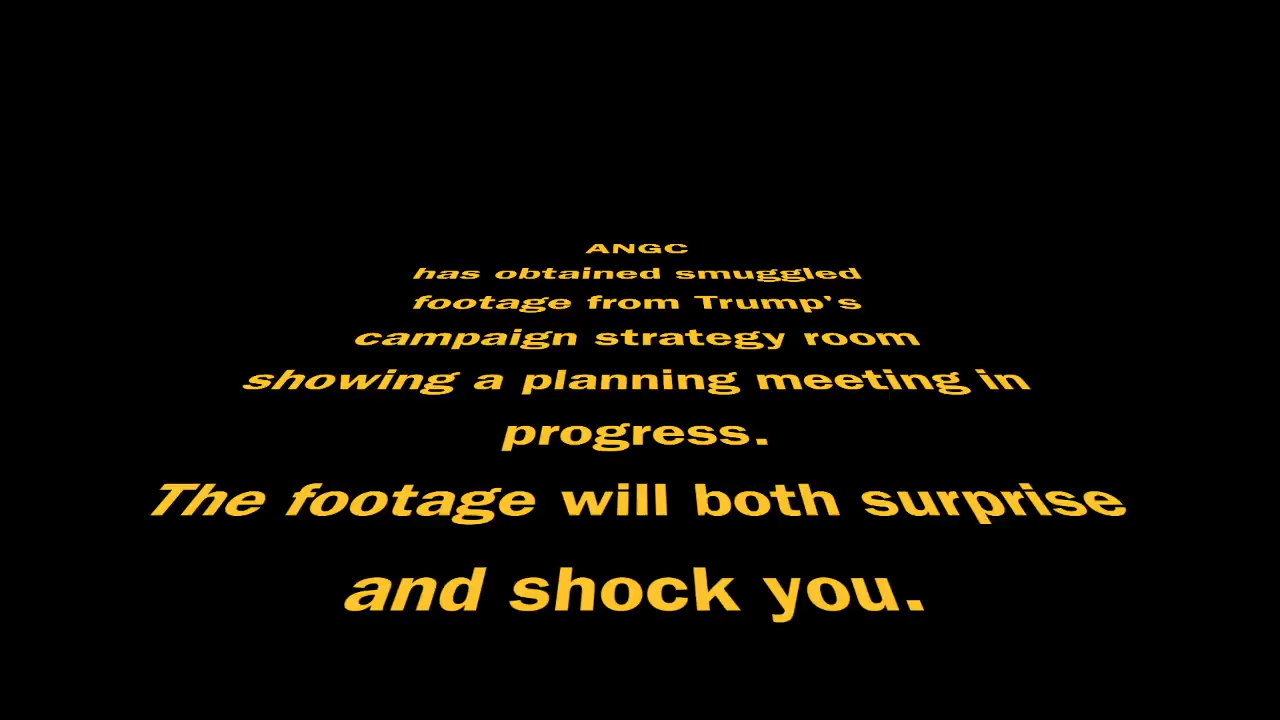 ANGC
has obtained smuggled
footage from Trump's
campaign strategy room
showing a planning meeting in
progress.
The footage will both surprise
and shock you.